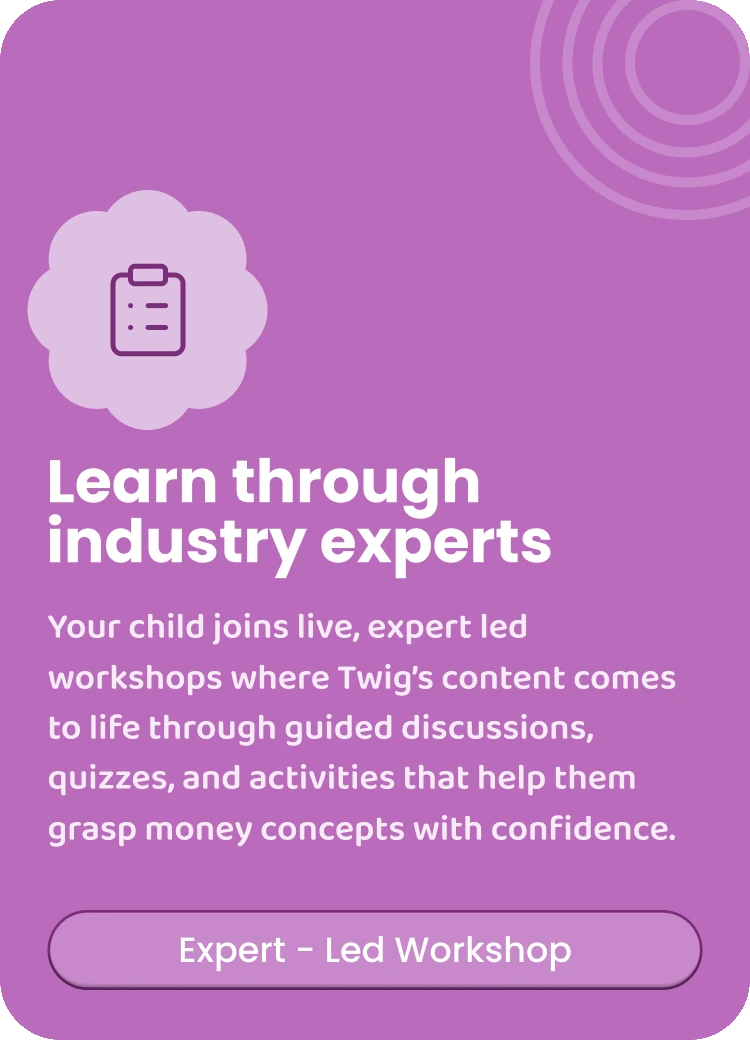 Learn through
industry experts
Your child joins live, expert led
workshops where Twig’s content comes
to life through guided discussions,
quizzes, and activities that help them
grasp money concepts with confidence.
Expert - Led Workshop